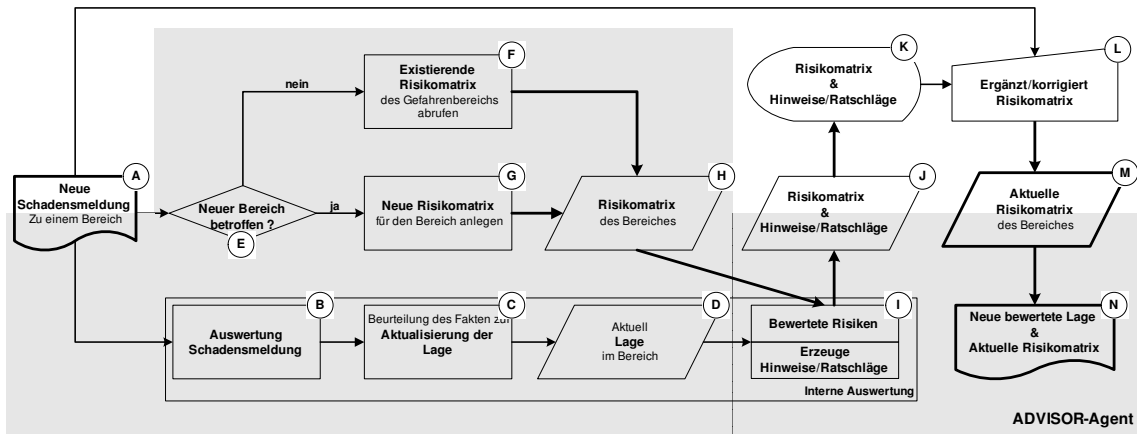 K
F
L
Existierende
Risikomatrix
des Gefahrenbereichs
abrufen
nein
Risikomatrix
&
Hinweise/Ratschläge
Ergänzt/korrigiert
Risikomatrix
A
Neue
Schadensmeldung
Zu einem Bereich
Neuer Bereich
betroffen ?
E
ja
G
Neue Risikomatrix
für den Bereich anlegen
H
Risikomatrix
des Bereiches
J
Risikomatrix
&
Hinweise/Ratschläge
M
Aktuelle
Risikomatrix
des Bereiches
B
Auswertung
Schadensmeldung
C
Beurteilung des Fakten zur
Aktualisierung der
Lage
D
Aktuell
Lage
im Bereich
I
Bewertete Risiken
Erzeuge
Hinweise/Ratschläge
N
Neue bewertete Lage
&
Aktuelle Risikomatrix
Interne Auswertung
ADVISOR-Agent